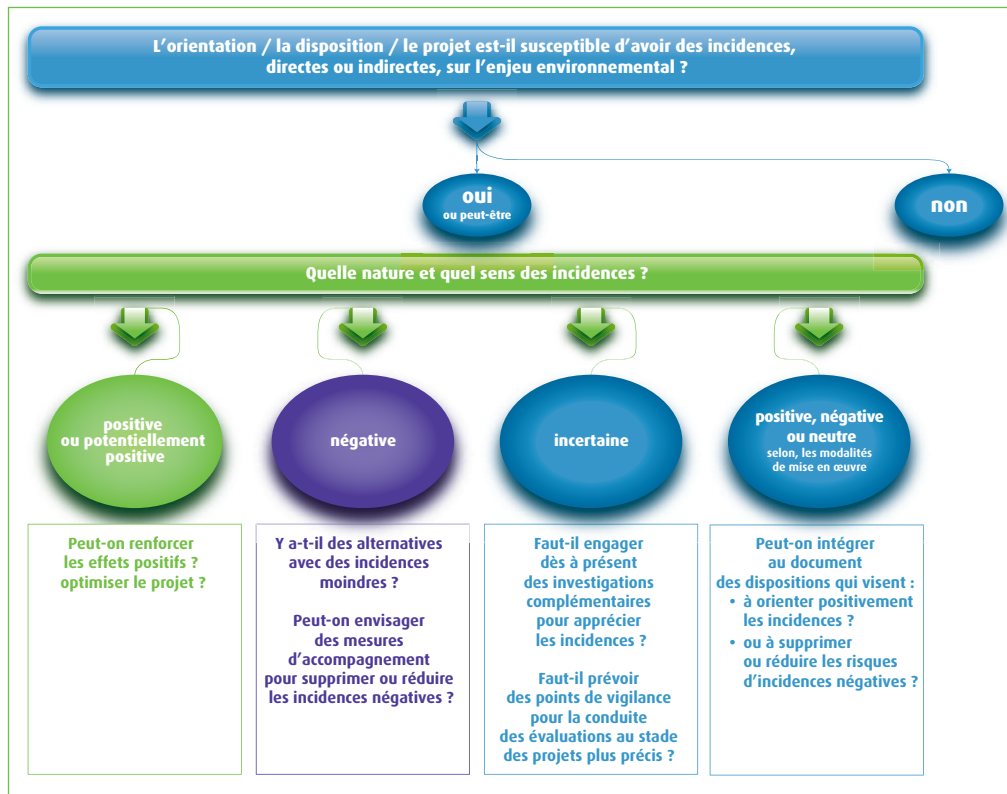 L'orientation / la disposition / le projet est-il susceptible d'avoir des incidences,
directes ou indirectes, sur l'enjeu environnemental ?
oui
ou peut-être
non
Quelle nature et quel sens des incidences ?
positive
ou potentiellement
positive
négative
incertaine
positive, négative
ou neutre
selon, les modalités
de mise en œuvre
Peut-on renforcer
les effets positifs ?
optimiser le projet ?
Y a-t-il des alternatives
avec des incidences
moindres ?
Peut-on envisager
des mesures
d'accompagnement
pour supprimer ou réduire
les incidences négatives ?
Faut-il engager
dès à présent
des investigations
complémentaires
pour apprécier
les incidences ?
Faut-il prévoir
des points de vigilance
pour la conduite
des évaluations au stade
des projets plus précis ?
Peut-on intégrer
au document
des dispositions qui visent :
• à orienter positivement
les incidences ?
• ou à supprimer
ou réduire les risques
d'incidences négatives ?